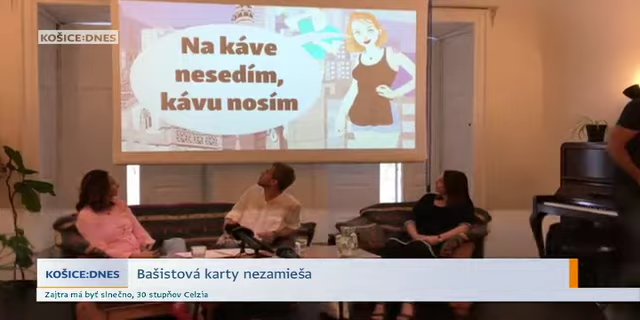 KOŠICE:DNES
Na káve
nesedím,
kávu nosím
KOŠICE:DNES
Bašistová karty nezamieša
Zajtra má byť slnečno, 30 stupňov Celzia